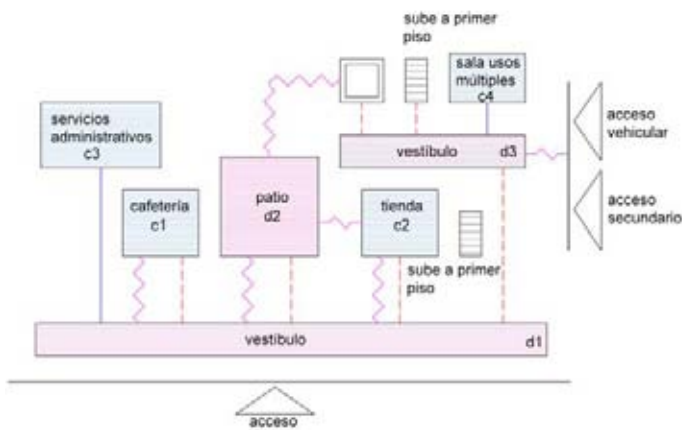 sube a primer
piso
sala usos
múltiples
c4
servicios
administrativos
c3
acceso
vehicular
vestíbulo d3
patio
d2
cafetería
c1
tienda
c2
acceso
secundario
sube a primer
piso
vestíbulo d1
acceso